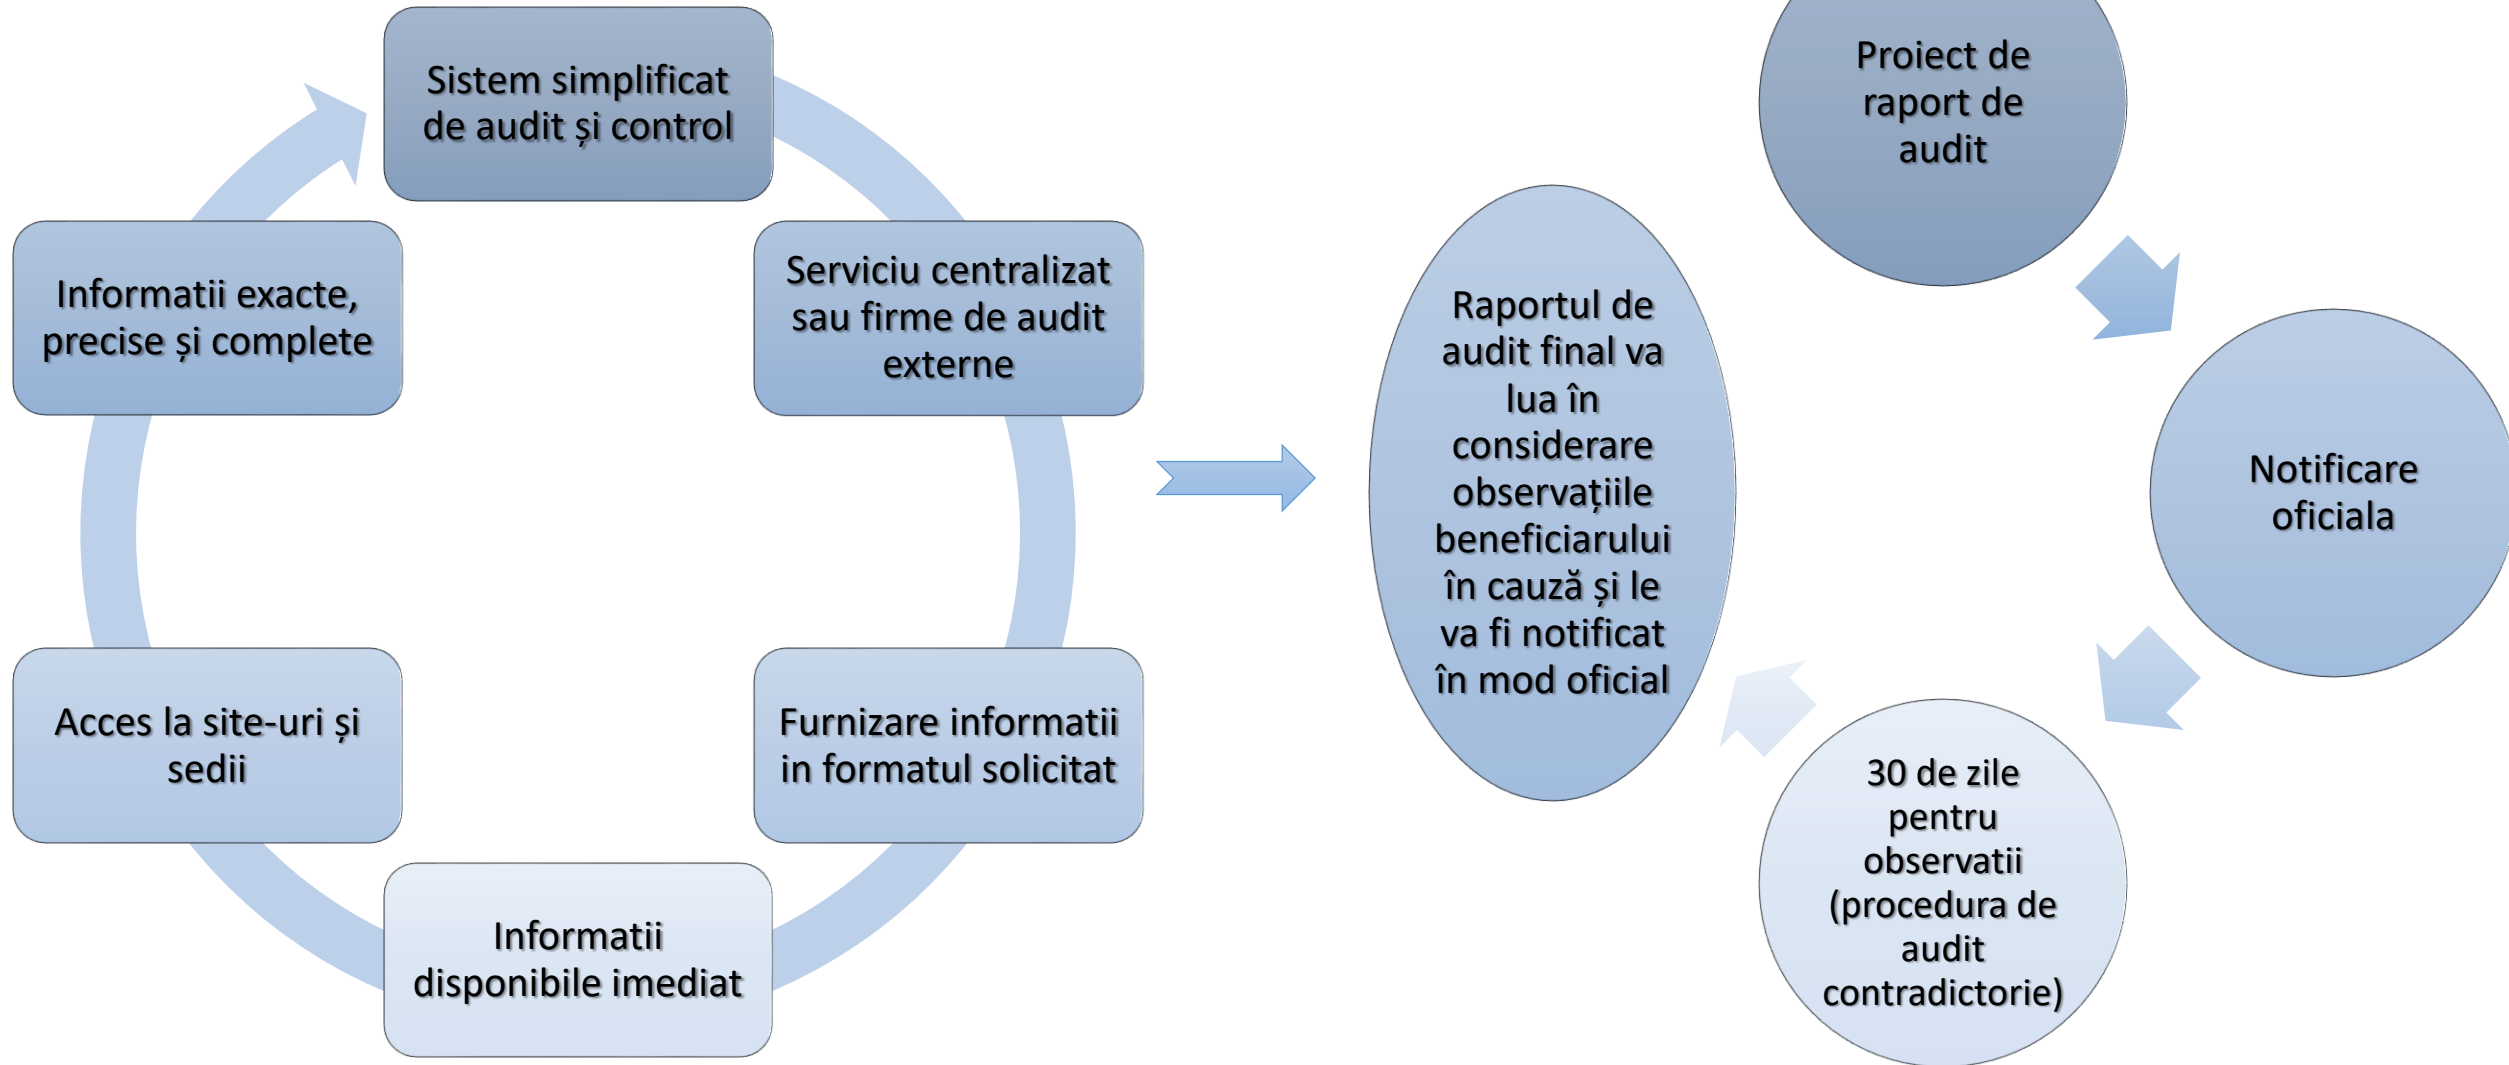 Sistem simplificat
de audit și control
Serviciu centralizat
sau firme de audit
externe
Furnizare informatii
in formatul solicitat
Informatii
disponibile imediat
Acces la site-uri și
sedii
Informatii exacte,
precise și complete
Proiect de
raport de
audit
Notificare
oficiala
30 de zile
pentru
observatii
(procedura de
audit
contradictorie)
Raportul de
audit final va
lua în
considerare
observațiile
beneficiarului
în cauză și le
va fi notificat
în mod oficial